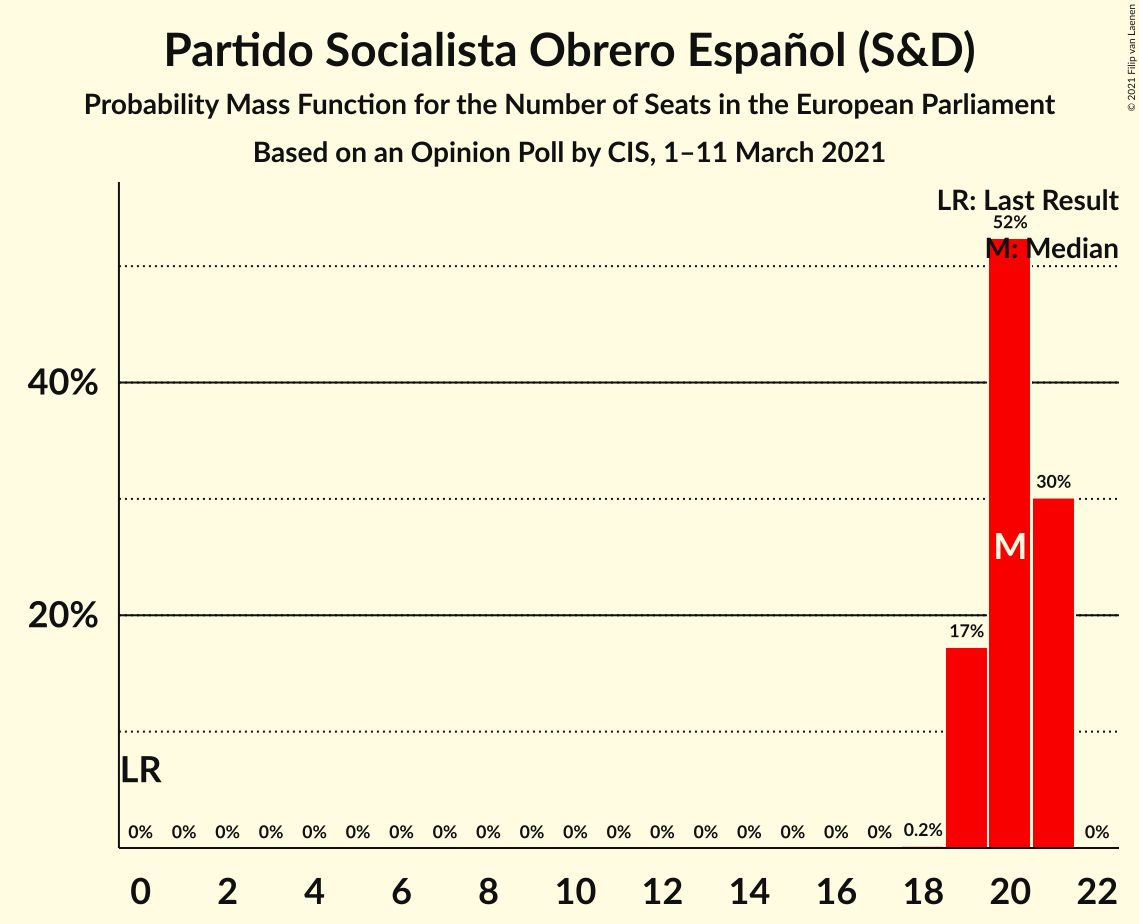 Partido Socialista Obrero Español (S&D)
Probability Mass Function for the Number of Seats in the European Parliament
Based on an Opinion Poll by CIS, 1–11 March 2021
© 2021 Filip van Laenen
LR: Last Result
52%
M: Median
40%
30%
M
20%
17%
LR
0% 0% 0% 0% 0% 0% 0% 0% 0% 0% 0% 0% 0% 0% 0% 0% 0% 0% 0.2% 0%
0 2 4 6 8 10 12 14 16 18 20 22